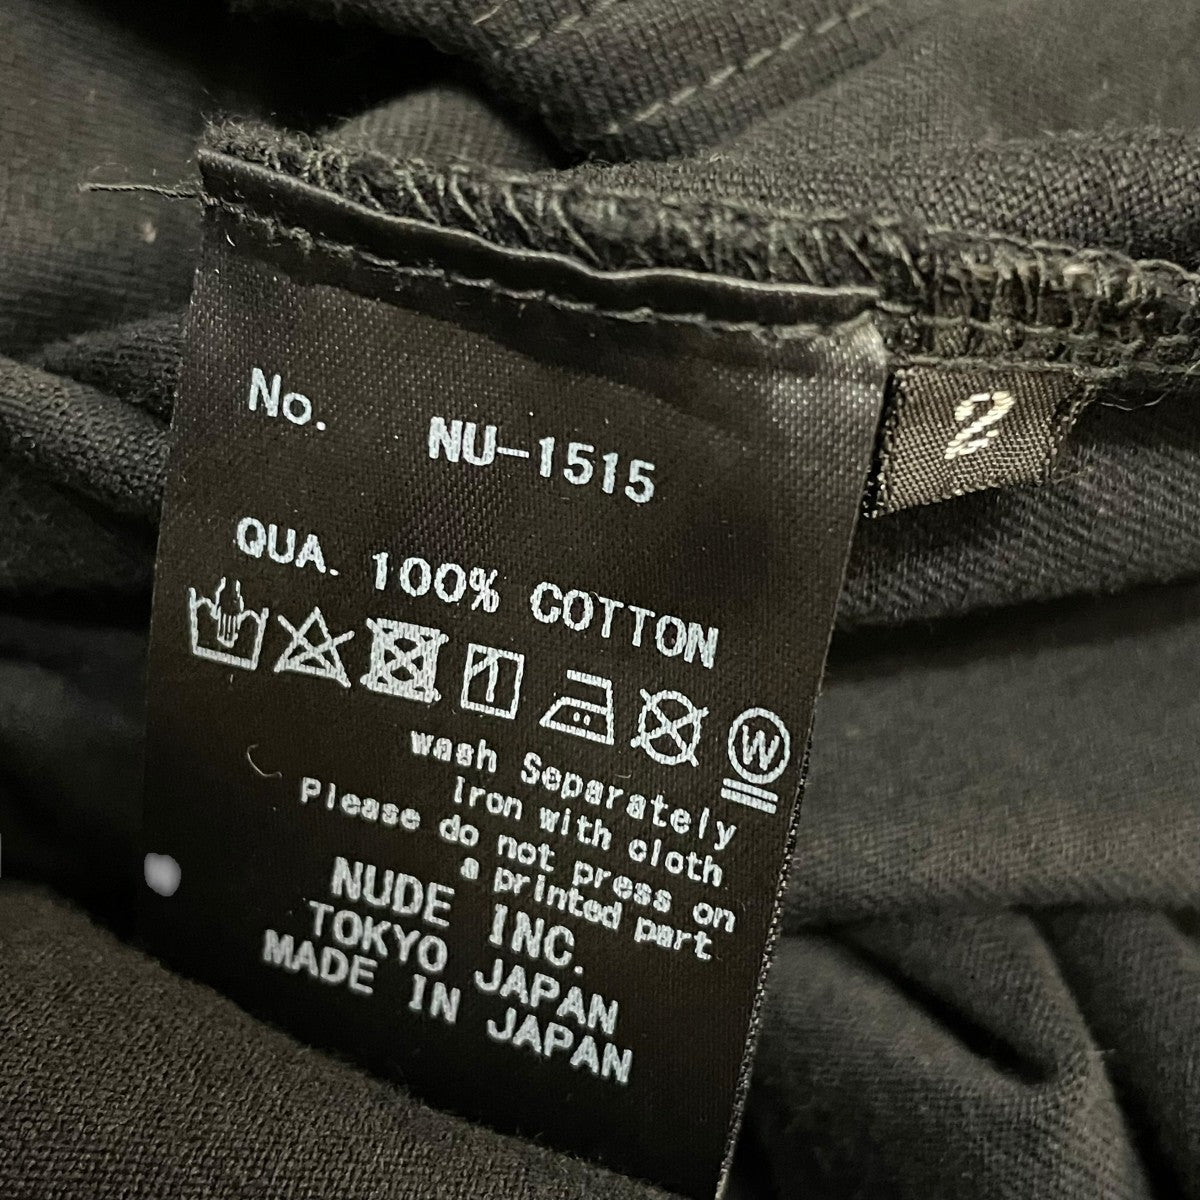 No. NU-1515
2
QUA. 100% COTTON
W
wash Separately
Iron with cloth
Please do not press on
a printed part
NUDE INC.
TOKYO JAPAN
MADE IN JAPAN